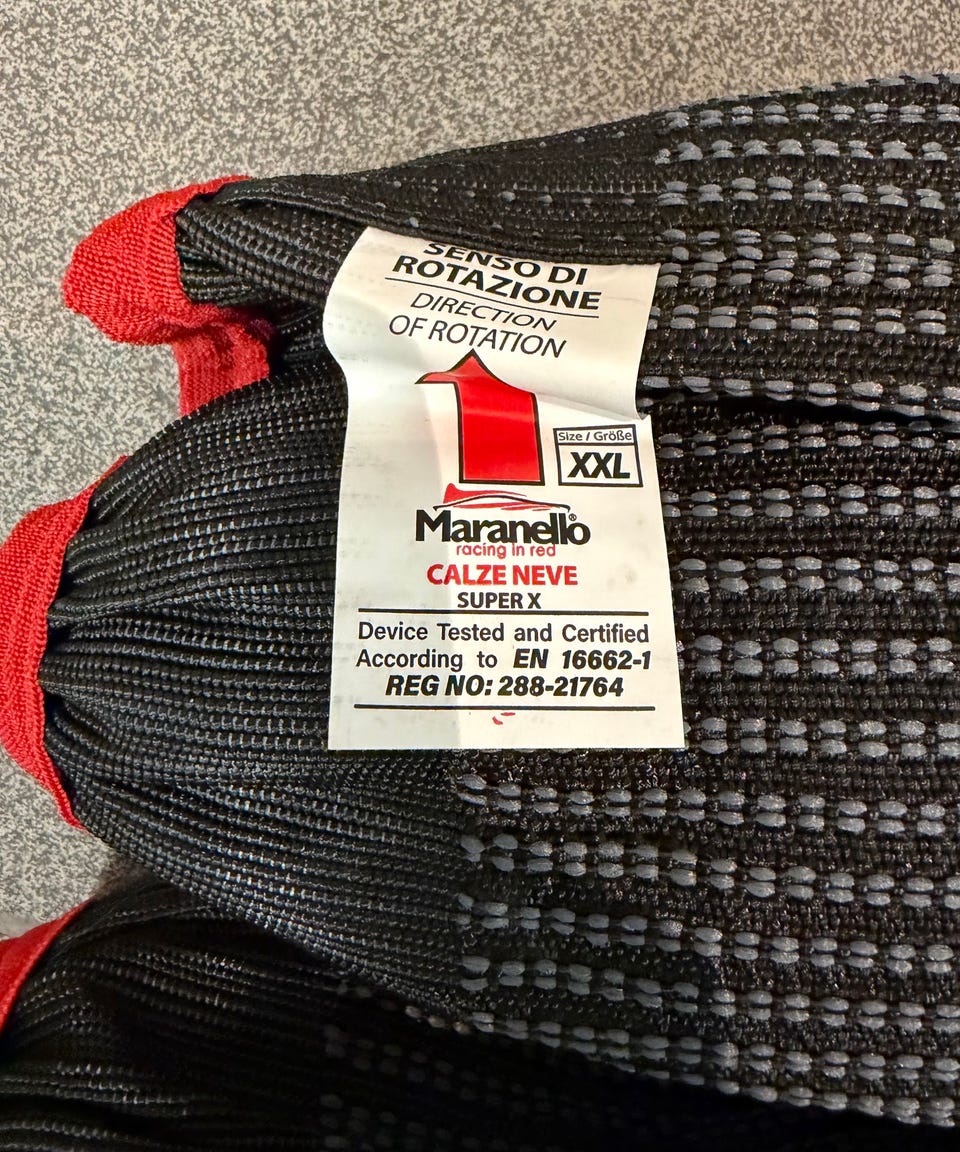 SENSO DI
ROTAZIONE
DIRECTION
OF ROTATION
Size / Größe
XXL
Maranello®
racing in red
CALZE NEVE
SUPER X
Device Tested and Certified
According to EN 16662-1
REG NO: 288-21764